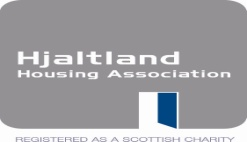 Hjaltland
Housing Association
REGISTERED AS A SCOTTISH CHARITY